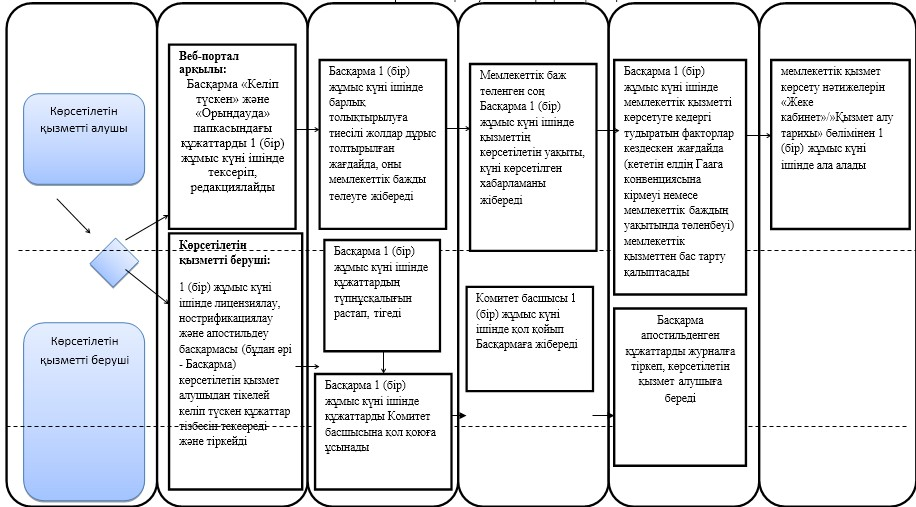 Көрсетілетін
қызметті алушы
Көрсетілетін
қызметті беруші
Веб-портал
арқылы:
Басқарма «Келіп
түскен» және
«Орындауда»
папкасындағы
құжаттарды 1 (бір)
жұмыс күні ішінде
тексеріп,
редакциялайды
Көрсетілетін
қызметті беруші:
1 (бір) жұмыс күні
ішінде лицензиялау,
нострификациялау
және апостильдеу
басқармасы (бұдан әрі
- Басқарма)
көрсетілетін қызмет
алушыдан тікелей
келіп түскен құжаттар
тізбесін тексереді
және тіркейді
Басқарма 1 (бір)
жұмыс күні ішінде
барлық
толықтырылуға
тиесілі жолдар дұрыс
толтырылған
жағдайда, оны
мемлекеттік бажды
төлеуге жібереді
Басқарма 1 (бір)
жұмыс күні ішінде
құжаттардың
түпнұсқалығын
растап, тігеді
Басқарма 1 (бір)
жұмыс күні ішінде
құжаттарды Комитет
басшысына қол қоюға
ұсынады
Мемлекеттік баж
төленген соң
Басқарма 1 (бір)
жұмыс күні ішінде
қызметтің
көрсетілетін уақыты,
күні көрсетілген
хабарламаны
жібереді
Комитет басшысы 1
(бір) жұмыс күні
ішінде қол қойып
Басқармаға жібереді
Басқарма 1 (бір)
жұмыс күні ішінде
мемлекеттік қызметті
көрсетуге кедергі
тудыратын факторлар
кездескен жағдайда
(кететін елдін Гаага
конвенциясына
кірмеуі немесе
мемлекеттік баждың
уақытында төленбеуі)
мемлекеттік
қызметтен бас тарту
қалыптасады
Басқарма
апостильденген
құжаттарды журналға
тіркеп, көрсетілетін
қызмет алушыға
береді
мемлекеттік қызмет
көрсету нәтижелерін
«Жеке
кабинет»/»Қызмет алу
тарихы» бөлімінен 1
(бір) жұмыс күні
ішінде ала алады